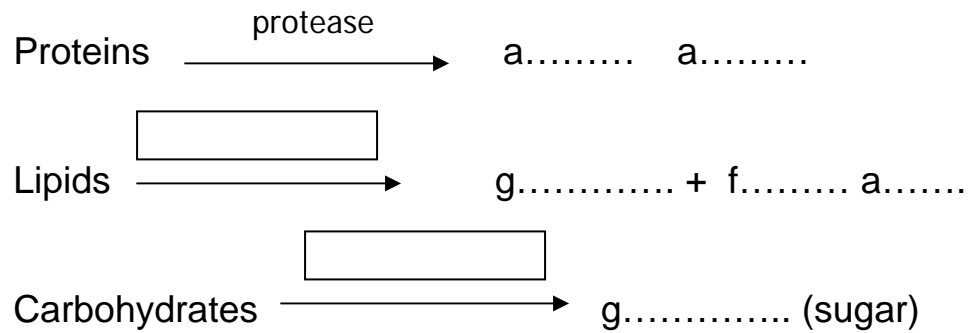 protease
Proteins a……… a………
Lipids g…………. + f……… a…….
Carbohydrates g………….. (sugar)